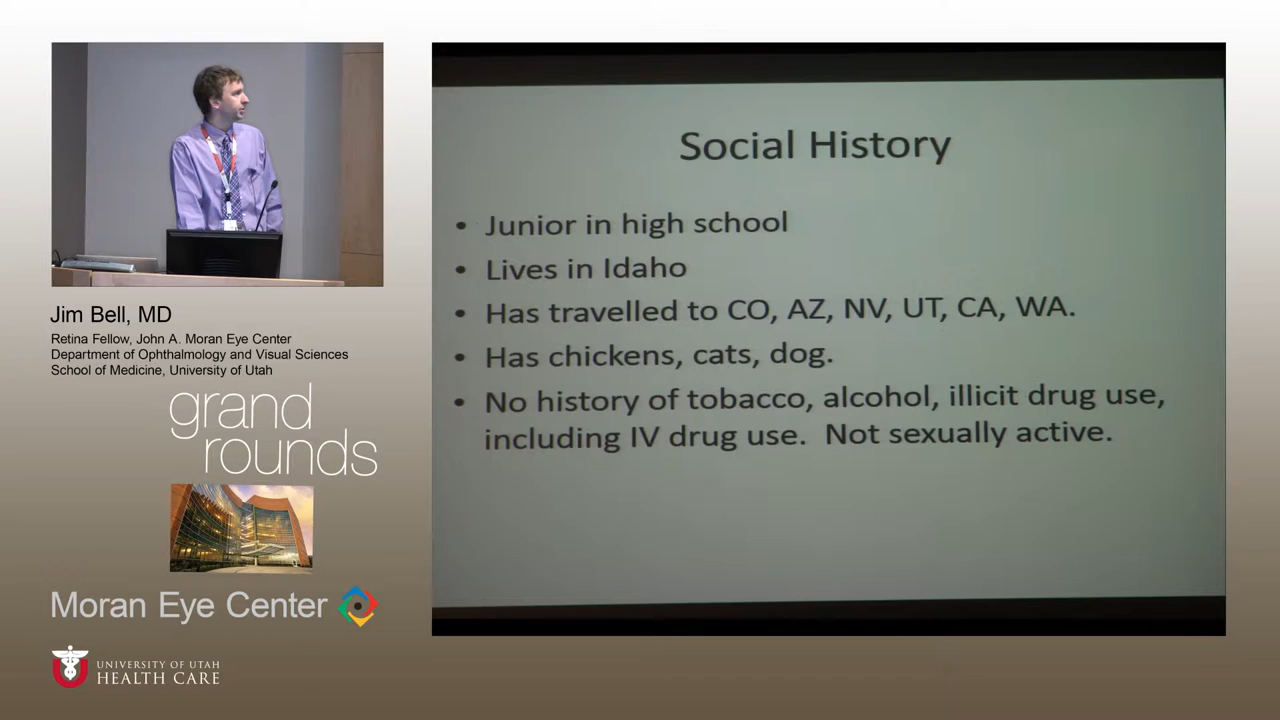 Jim Bell, MD
Retina Fellow, John A. Moran Eye Center
Department of Ophthalmology and Visual Sciences
School of Medicine, University of Utah
grand
rounds
Moran Eye Center
UNIVERSITY OF UTAH
HEALTH CARE
Social History
• Junior in high school
• Lives in Idaho
• Has travelled to CO, AZ, NV, UT, CA, WA.
• Has chickens, cats, dog.
• No history of tobacco, alcohol, illicit drug use,
including IV drug use.  Not sexually active.